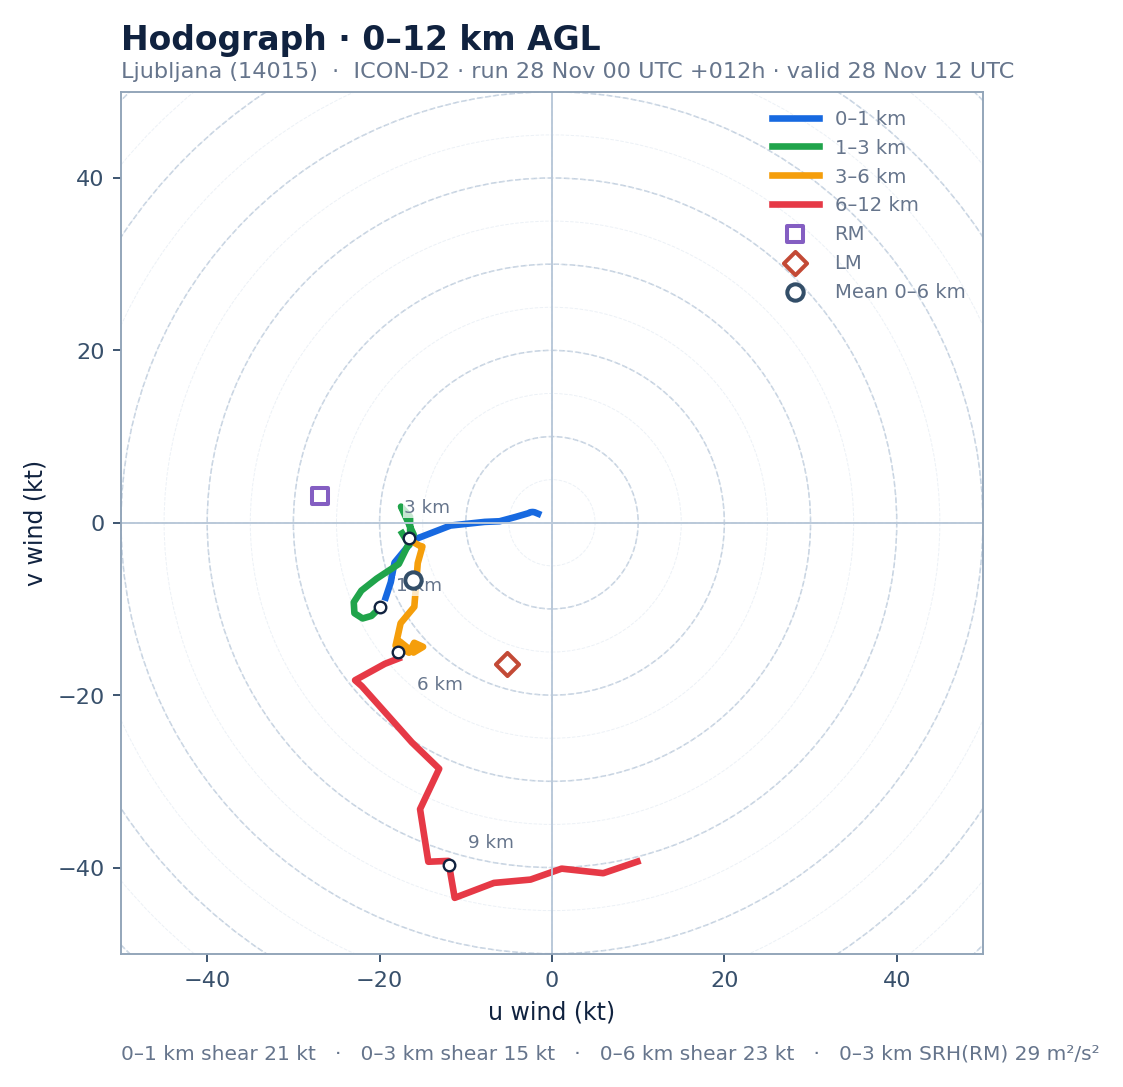 Hodograph · 0–12 km AGL
Ljubljana (14015) · ICON-D2 · run 28 Nov 00 UTC +012h · valid 28 Nov 12 UTC
0–1 km
1–3 km
3–6 km
6–12 km
RM
LM
Mean 0–6 km
40
20
0
−20
−40
v wind (kt)
3 km
1 km
6 km
9 km
−40
−20
0
20
40
u wind (kt)
0–1 km shear 21 kt · 0–3 km shear 15 kt · 0–6 km shear 23 kt · 0–3 km SRH(RM) 29 m²/s²